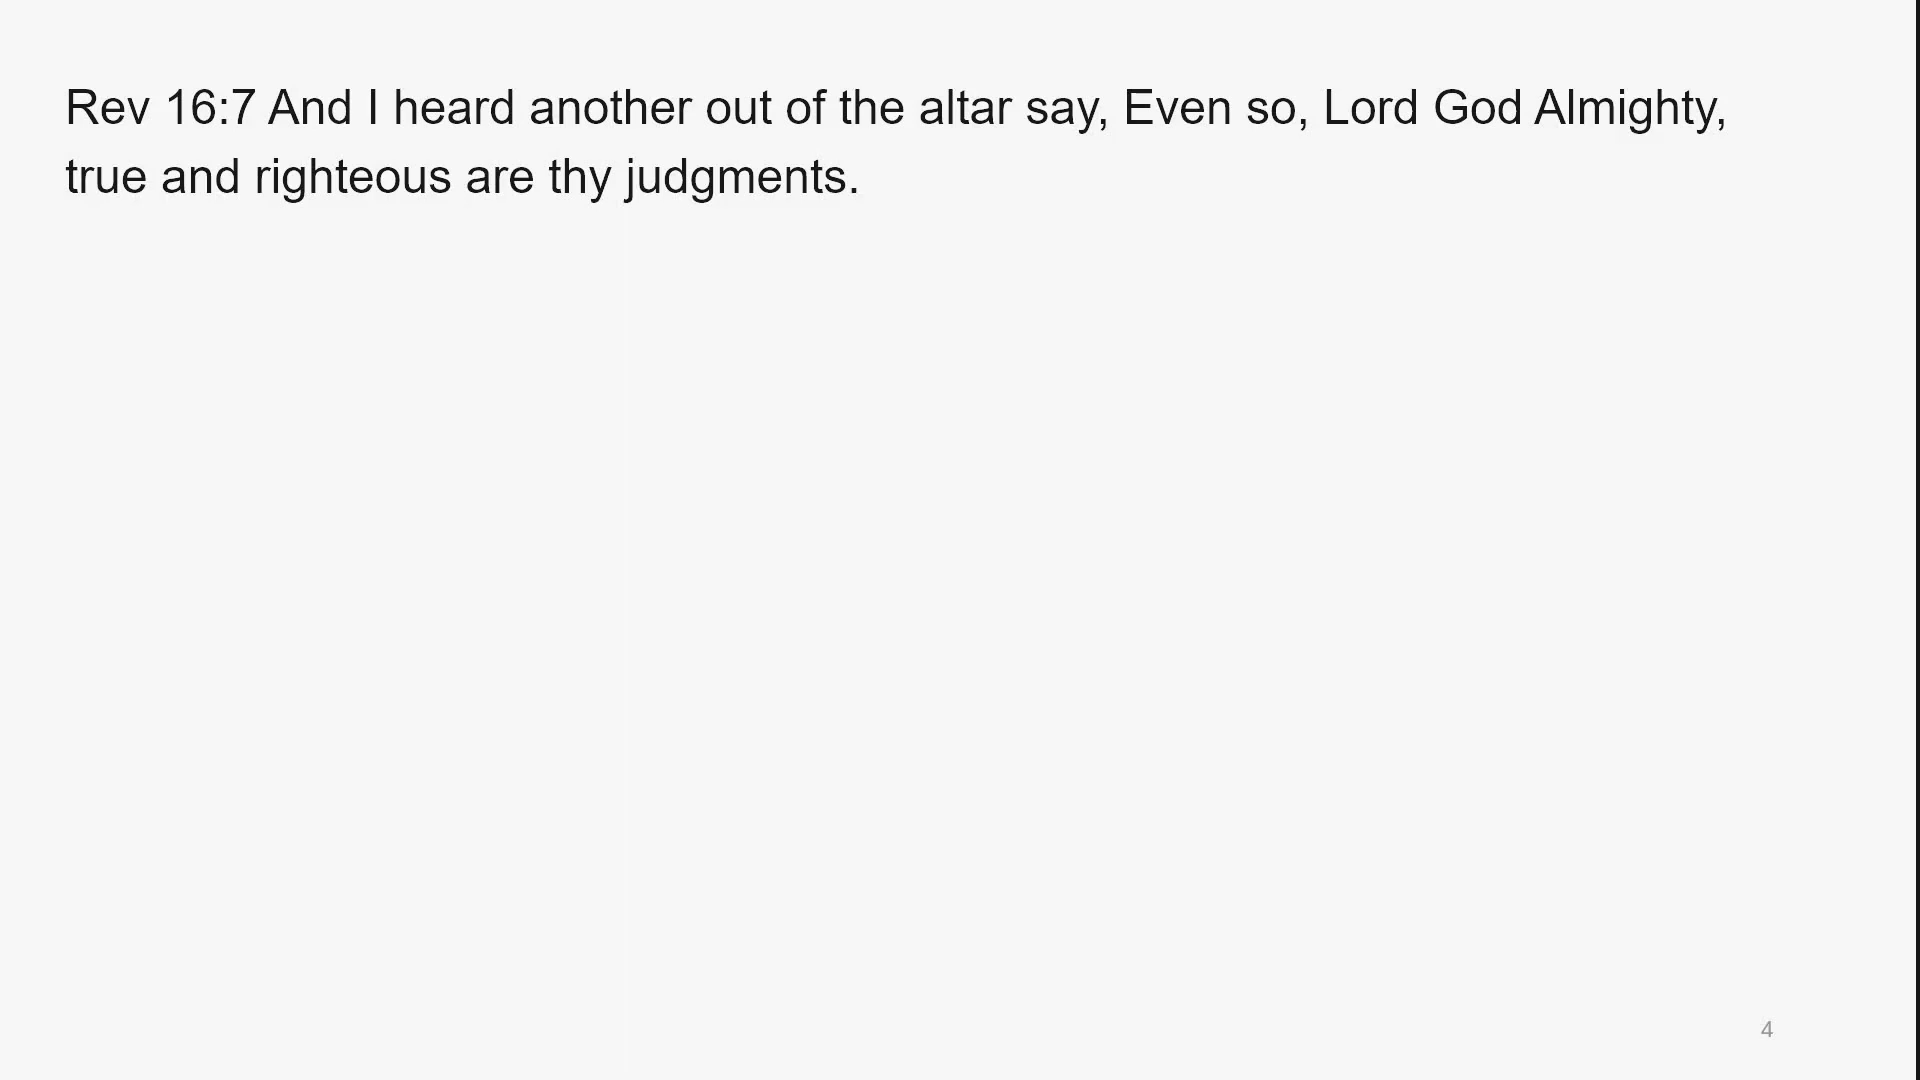 Rev 16:7 And I heard another out of the altar say, Even so, Lord God Almighty,
true and righteous are thy judgments.
4